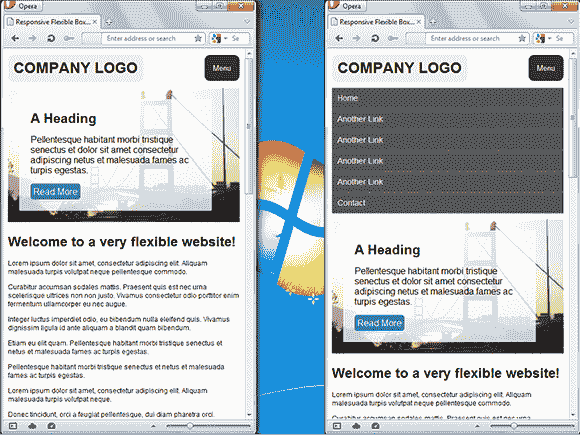 Opera
Responsive Flexible Box...
Enter address or search
Se
COMPANY LOGO
Menu
A Heading
Pellentesque habitant morbi tristique
senectus et dolor sit amet consectetur
adipiscing netus et malesuada fames ac
turpis egestas.
Read More
Welcome to a very flexible website!
Lorem ipsum dolor sit amet, consectetur adipiscing elit. Aliquam
malesuada turpis volutpat neque pellentesque commodo.
Curabitur accumsan sodales mattis. Praesent quis est nec urna
scelerisque ultrices non non justo. Vivamus consectetur odio porttitor enim
fermentum ullamcorper eu nec augue.
Integer luctus imperdiet odio, eu bibendum nulla eleifend quis. Vivamus
dignissim ligula id ante aliquam a blandit quam bibendum.
Etiam eu elit quam. Pellentesque habitant morbi tristique senectus et
netus et malesuada fames ac turpis egestas.
Pellentesque habitant morbi tristique senectus et netus et malesuada
fames ac turpis egestas.
Lorem ipsum dolor sit amet, consectetur adipiscing elit. Aliquam
malesuada turpis volutpat neque pellentesque commodo.
Donec tincidunt, orci a feugiat pellentesque, dui diam pharetra orci,
Opera
Responsive Flexible Box...
Enter address or search
Se
COMPANY LOGO
Menu
Home
Another Link
Another Link
Another Link
Another Link
Contact
A Heading
Pellentesque habitant morbi tristique
senectus et dolor sit amet consectetur
adipiscing netus et malesuada fames ac
turpis egestas.
Read More
Welcome to a very flexible website!
Lorem ipsum dolor sit amet, consectetur adipiscing elit. Aliquam
malesuada turpis volutpat neque pellentesque commodo.
Curabitur accumsan sodales mattis. Praesent quis est nec urna